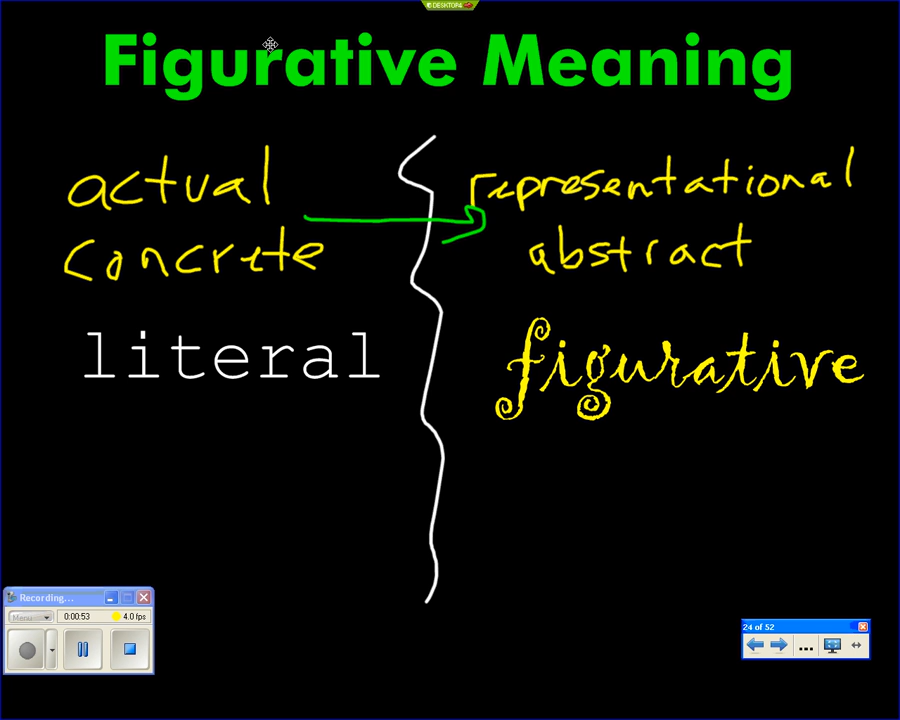 DESKTOP4
Figurative Meaning
actual
concrete
representational
abstract
literal
figurative
Recording...
Menu
0:00:53
4.0 fps
24 of 52